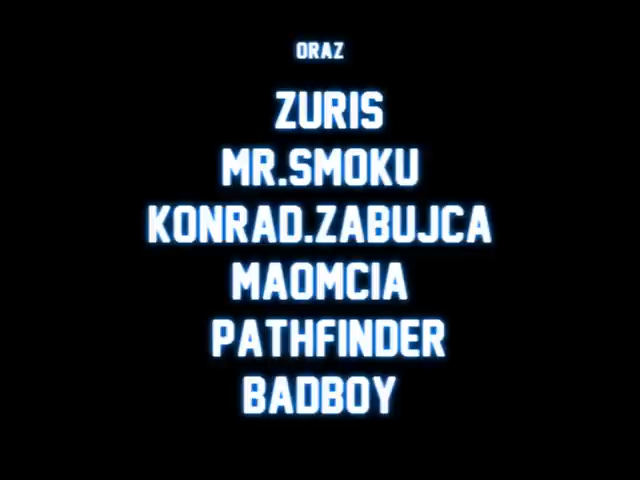 ORAZ
ZURIS
MR.SMOKU
KONRAD.ZABUJCA
MAOMCIA
PATHFINDER
BADBOY